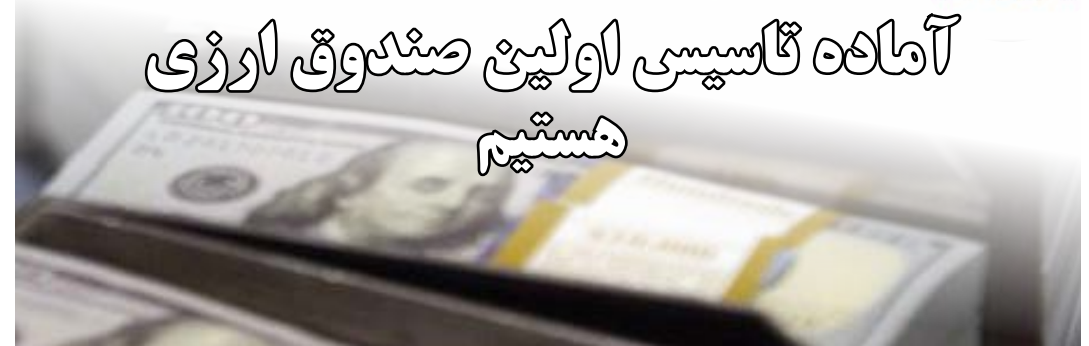 آماده تاسیس اولین صندوق ارزی
هستیم